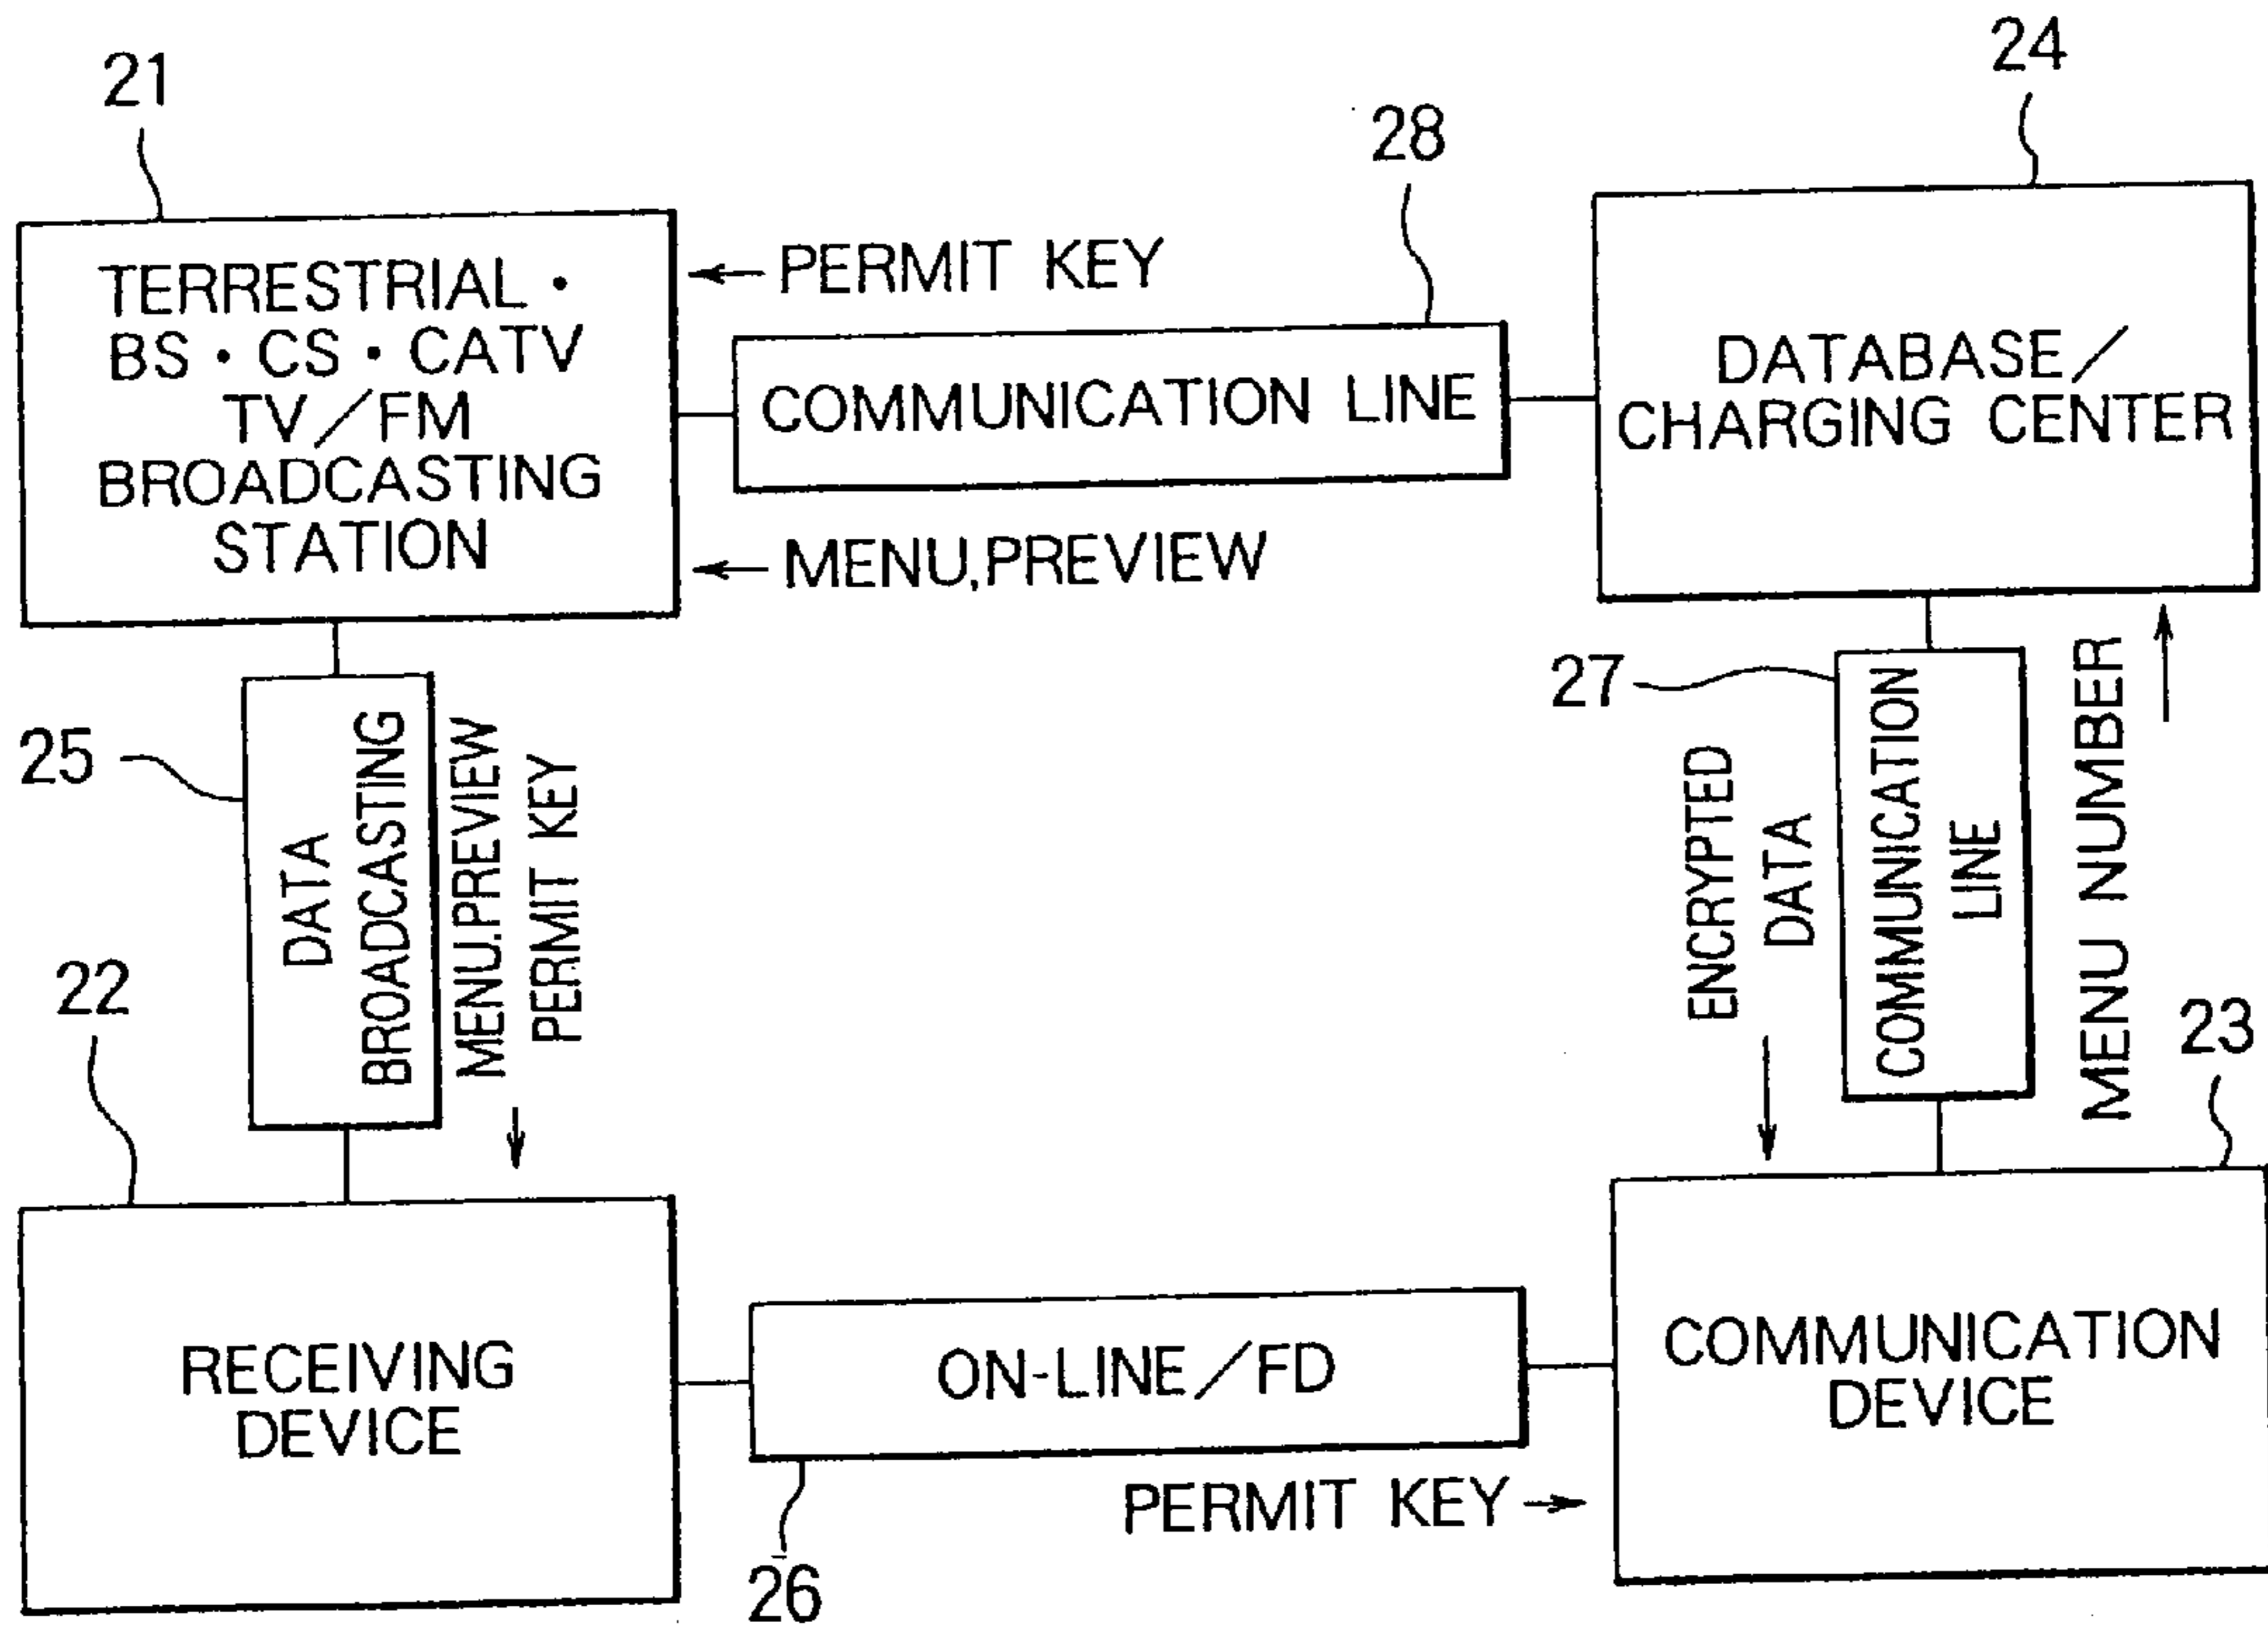 21
24
28
TERRESTRIAL・
BS・CS・CATV
TV/FM
BROADCASTING
STATION
PERMIT KEY
COMMUNICATION LINE
MENU,PREVIEW
DATABASE/
CHARGING CENTER
25
DATA
BROADCASTING
MENU,PREVIEW
PERMIT KEY
27
ENCRYPTED
DATA
COMMUNICATION
LINE
MENU NUMBER
22
23
RECEIVING
DEVICE
ON-LINE/FD
COMMUNICATION
DEVICE
PERMIT KEY
26